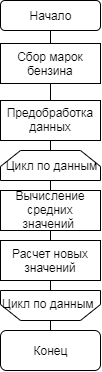 Начало
Сбор марок
бензина
Предобработка
данных
Цикл по данным
Вычисление
средних
значений
Расчет новых
значений
Цикл по данным
Конец